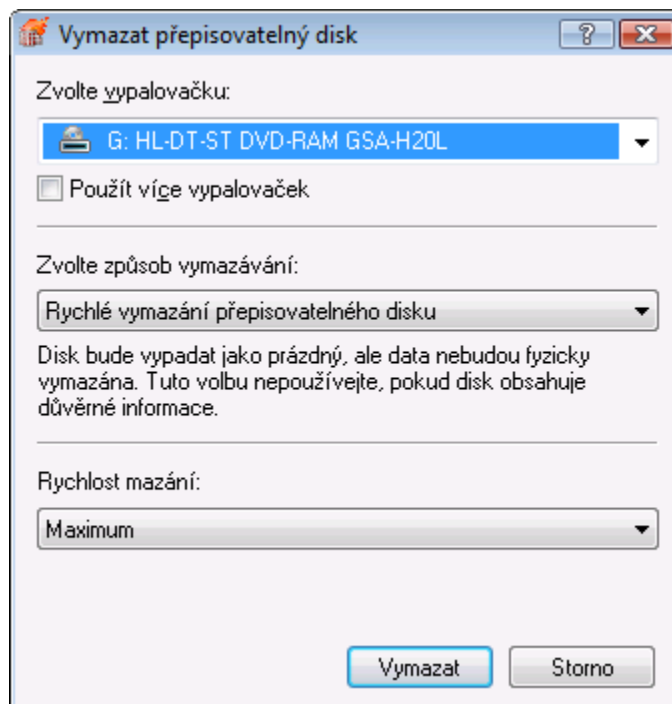 Vymazat přepisovatelný disk
Zvolte vypalovačku:
G: HL-DT-ST DVD-RAM GSA-H20L
Použít více vypalovaček
Zvolte způsob vymazávání:
Rychlé vymazání přepisovatelného disku
Disk bude vypadat jako prázdný, ale data nebudou fyzicky
vymazána. Tuto volbu nepoužívejte, pokud disk obsahuje
důvěrné informace.
Rychlost mazání:
Maximum
Vymazat Storno